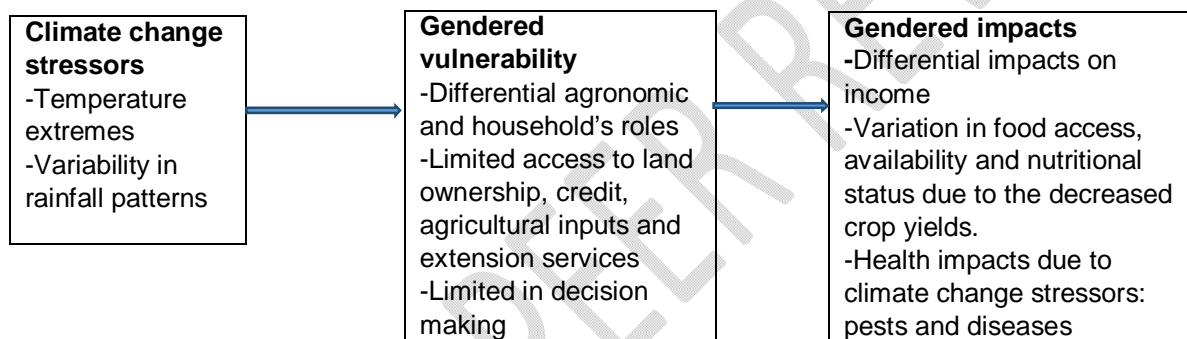 Climate change
stressors
-Temperature
extremes
-Variability in
rainfall patterns
Gendered
vulnerability
-Differential agronomic
and household's roles
-Limited access to land
ownership, credit,
agricultural inputs and
extension services
-Limited in decision
making
Gendered impacts
-Differential impacts on
income
-Variation in food access,
availability and nutritional
status due to the decreased
crop yields.
-Health impacts due to
climate change stressors:
pests and diseases
PEER RE